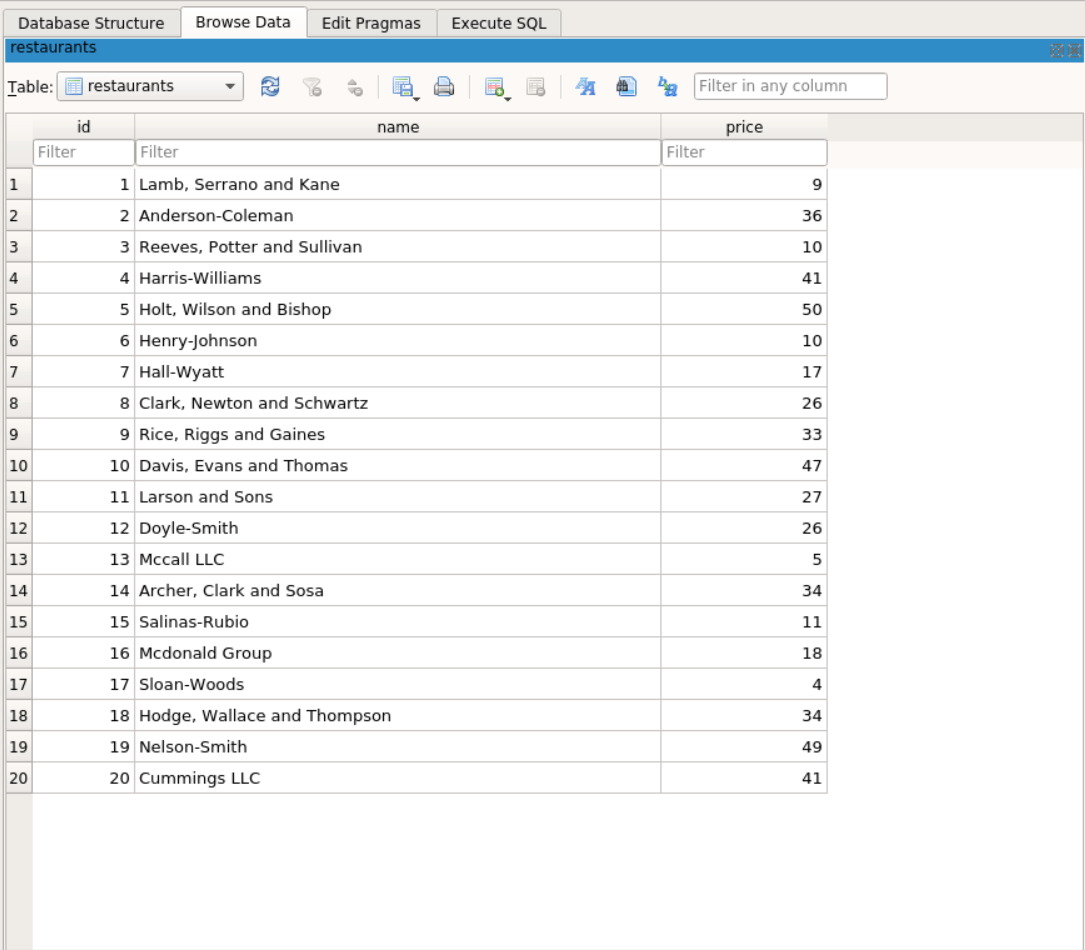 Database Structure Browse Data Edit Pragmas Execute SQL
restaurants
Table: restaurants Filter in any column
id name price
Filter Filter Filter
1 1 Lamb, Serrano and Kane 9
2 2 Anderson-Coleman 36
3 3 Reeves, Potter and Sullivan 10
4 4 Harris-Williams 41
5 5 Holt, Wilson and Bishop 50
6 6 Henry-Johnson 10
7 7 Hall-Wyatt 17
8 8 Clark, Newton and Schwartz 26
9 9 Rice, Riggs and Gaines 33
10 10 Davis, Evans and Thomas 47
11 11 Larson and Sons 27
12 12 Doyle-Smith 26
13 13 Mccall LLC 5
14 14 Archer, Clark and Sosa 34
15 15 Salinas-Rubio 11
16 16 Mcdonald Group 18
17 17 Sloan-Woods 4
18 18 Hodge, Wallace and Thompson 34
19 19 Nelson-Smith 49
20 20 Cummings LLC 41